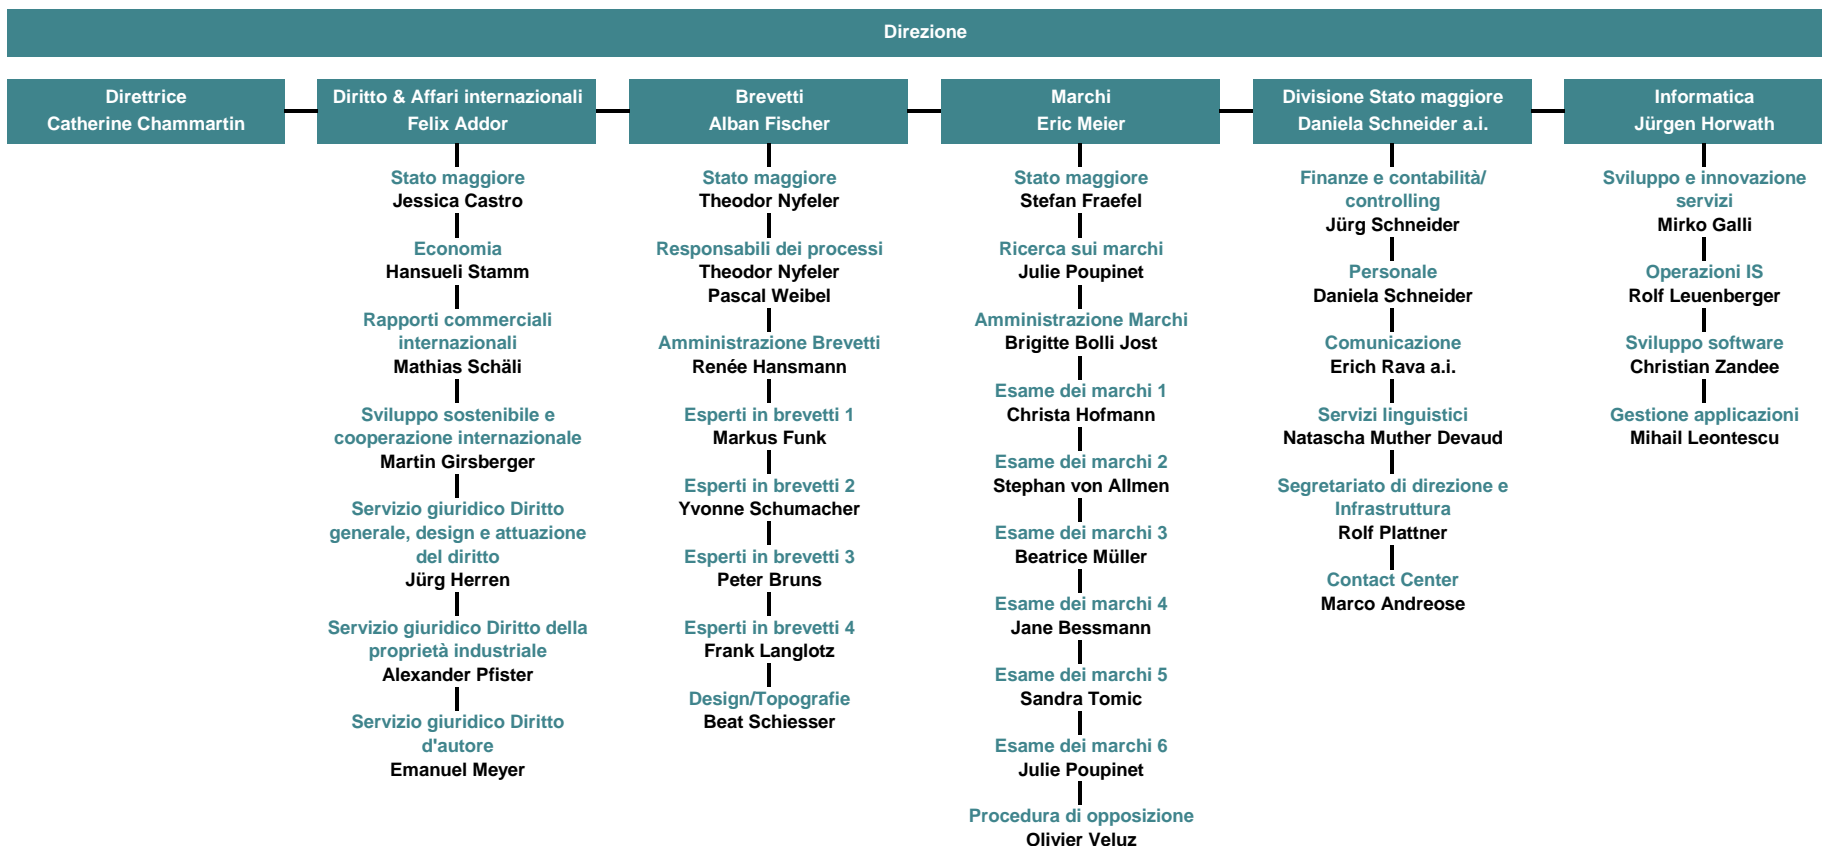 Direzione
Direttrice
Catherine Chammartin
Diritto & Affari internazionali
Felix Addor
Brevetti
Alban Fischer
Marchi
Eric Meier
Divisione Stato maggiore
Daniela Schneider a.i.
Informatica
Jürgen Horwath
Stato maggiore
Jessica Castro
Economia
Hansueli Stamm
Rapporti commerciali
internazionali
Mathias Schäli
Sviluppo sostenibile e
cooperazione internazionale
Martin Girsberger
Servizio giuridico Diritto
generale, design e attuazione
del diritto
Jürg Herren
Servizio giuridico Diritto della
proprietà industriale
Alexander Pfister
Servizio giuridico Diritto
d'autore
Emanuel Meyer
Stato maggiore
Theodor Nyfeler
Responsabili dei processi
Theodor Nyfeler
Pascal Weibel
Amministrazione Brevetti
Renée Hansmann
Esperti in brevetti 1
Markus Funk
Esperti in brevetti 2
Yvonne Schumacher
Esperti in brevetti 3
Peter Bruns
Esperti in brevetti 4
Frank Langlotz
Design/Topografie
Beat Schiesser
Stato maggiore
Stefan Fraefel
Ricerca sui marchi
Julie Poupinet
Amministrazione Marchi
Brigitte Bolli Jost
Esame dei marchi 1
Christa Hofmann
Esame dei marchi 2
Stephan von Allmen
Esame dei marchi 3
Beatrice Müller
Esame dei marchi 4
Jane Bessmann
Esame dei marchi 5
Sandra Tomic
Esame dei marchi 6
Julie Poupinet
Procedura di opposizione
Olivier Veluz
Finanze e contabilità/
controlling
Jürg Schneider
Personale
Daniela Schneider
Comunicazione
Erich Rava a.i.
Servizi linguistici
Natascha Muther Devaud
Segretariato di direzione e
Infrastruttura
Rolf Plattner
Contact Center
Marco Andreose
Sviluppo e innovazione
servizi
Mirko Galli
Operazioni IS
Rolf Leuenberger
Sviluppo software
Christian Zandee
Gestione applicazioni
Mihail Leontescu